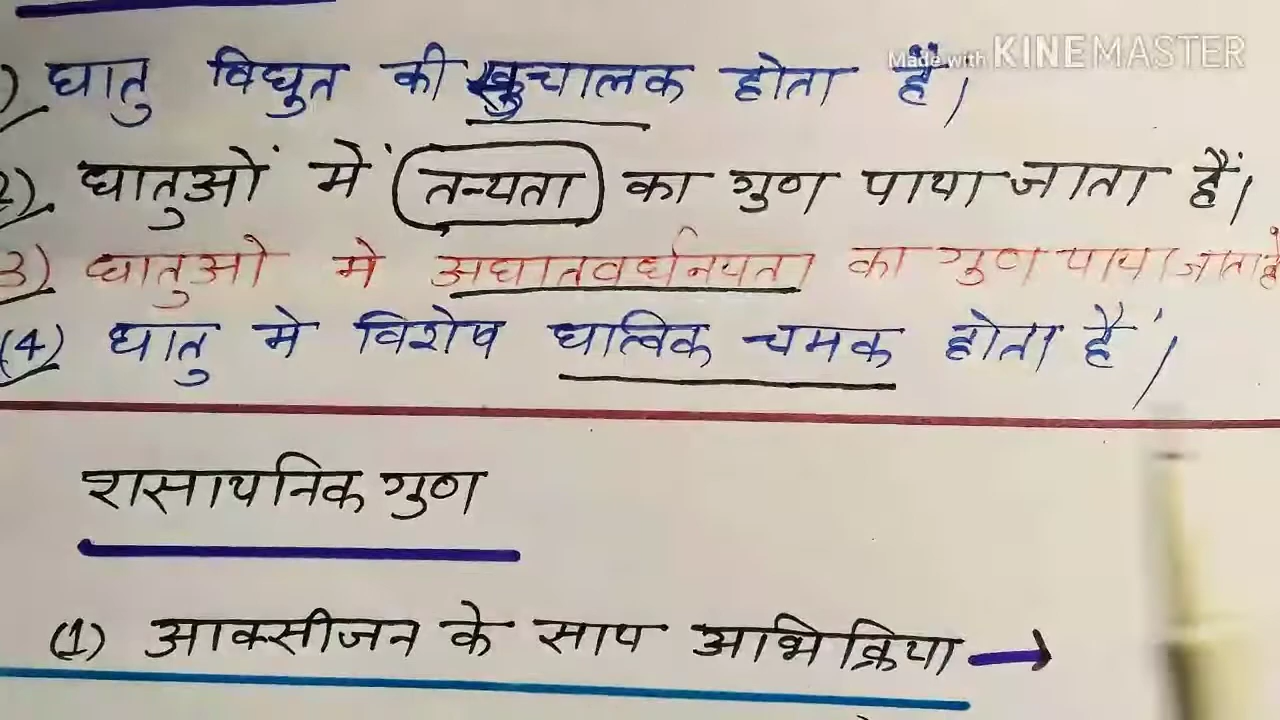 1) धातु विधुत की सुचालक होता हैं।
Made with KINEMASTER
2) धातुओं में तन्यता का गुण पाया जाता हैं।
3) धातुओ मे अघातवर्धनयता का गुण पाया जाता है
(4) धातु मे विशेष धात्विक चमक होता है।
रासायनिक गुण
(1) आक्सीजन के साथ अभिक्रिया →